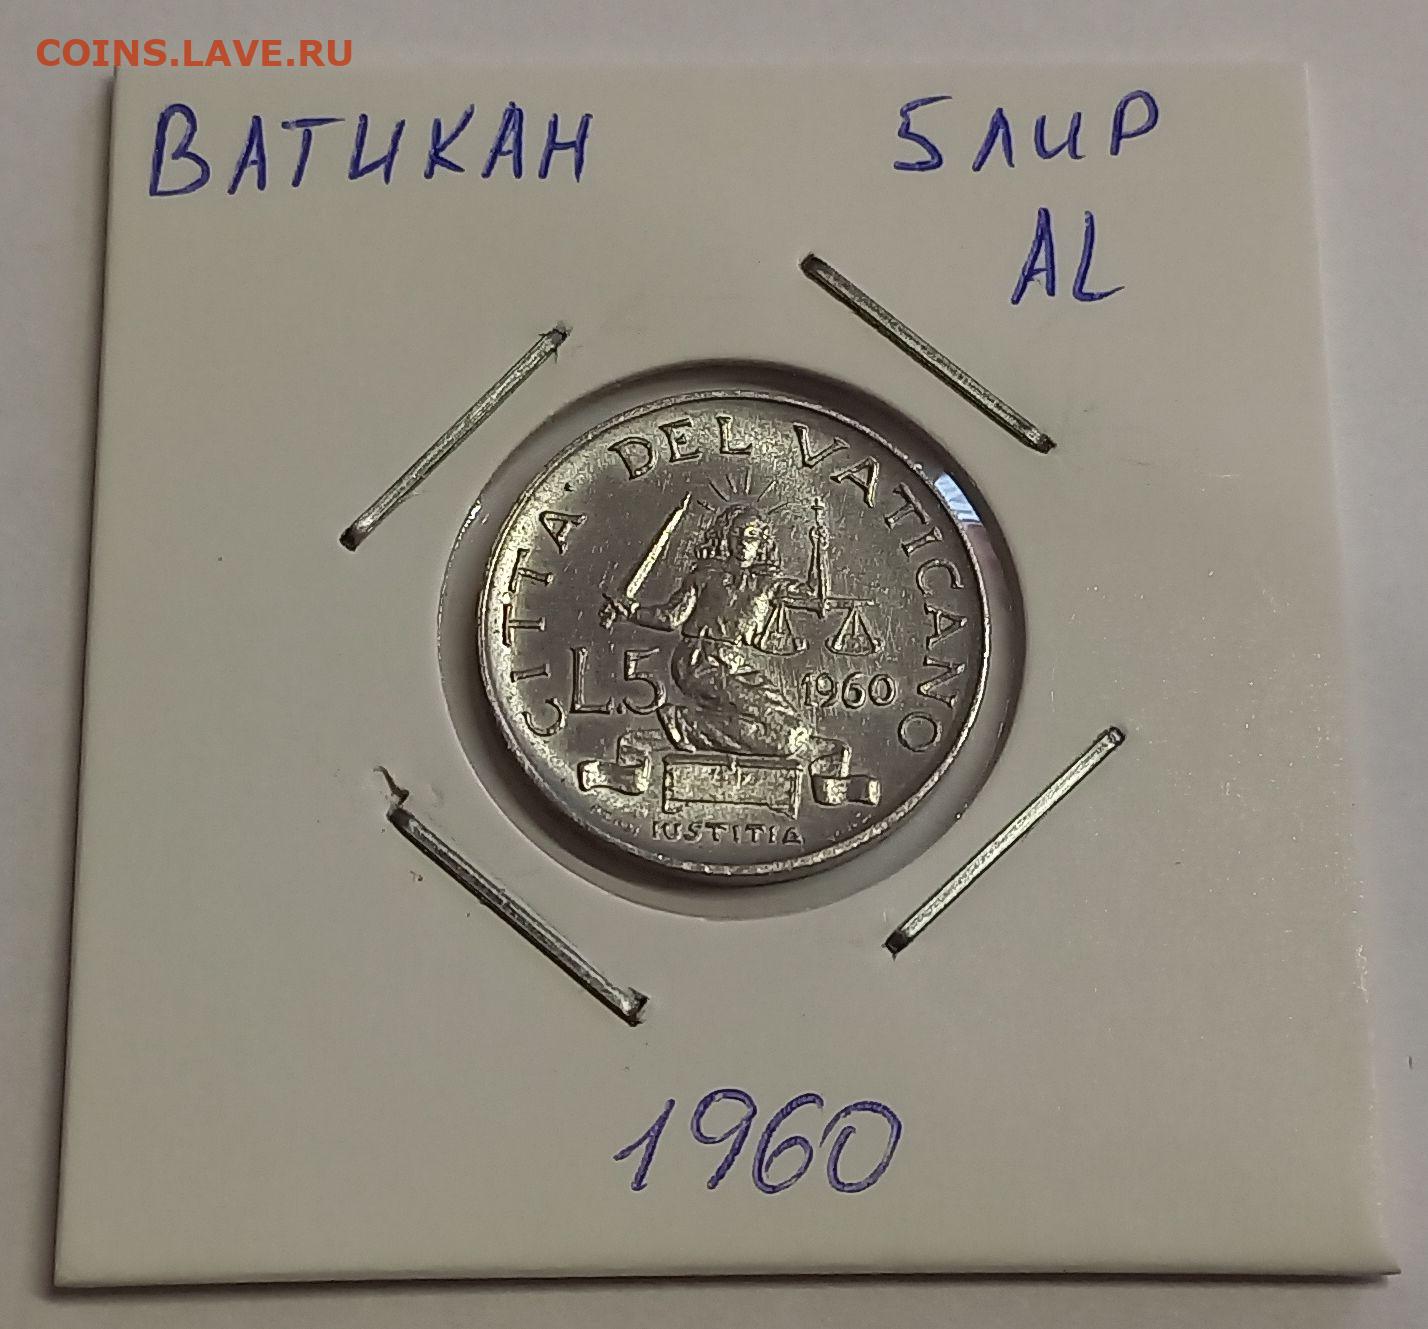 COINS.LAVE.RU
ВАТИКАН 5 ЛИР
AL
CITTA' DEL VATICANO
L.5 1960
IUSTITIA
1960